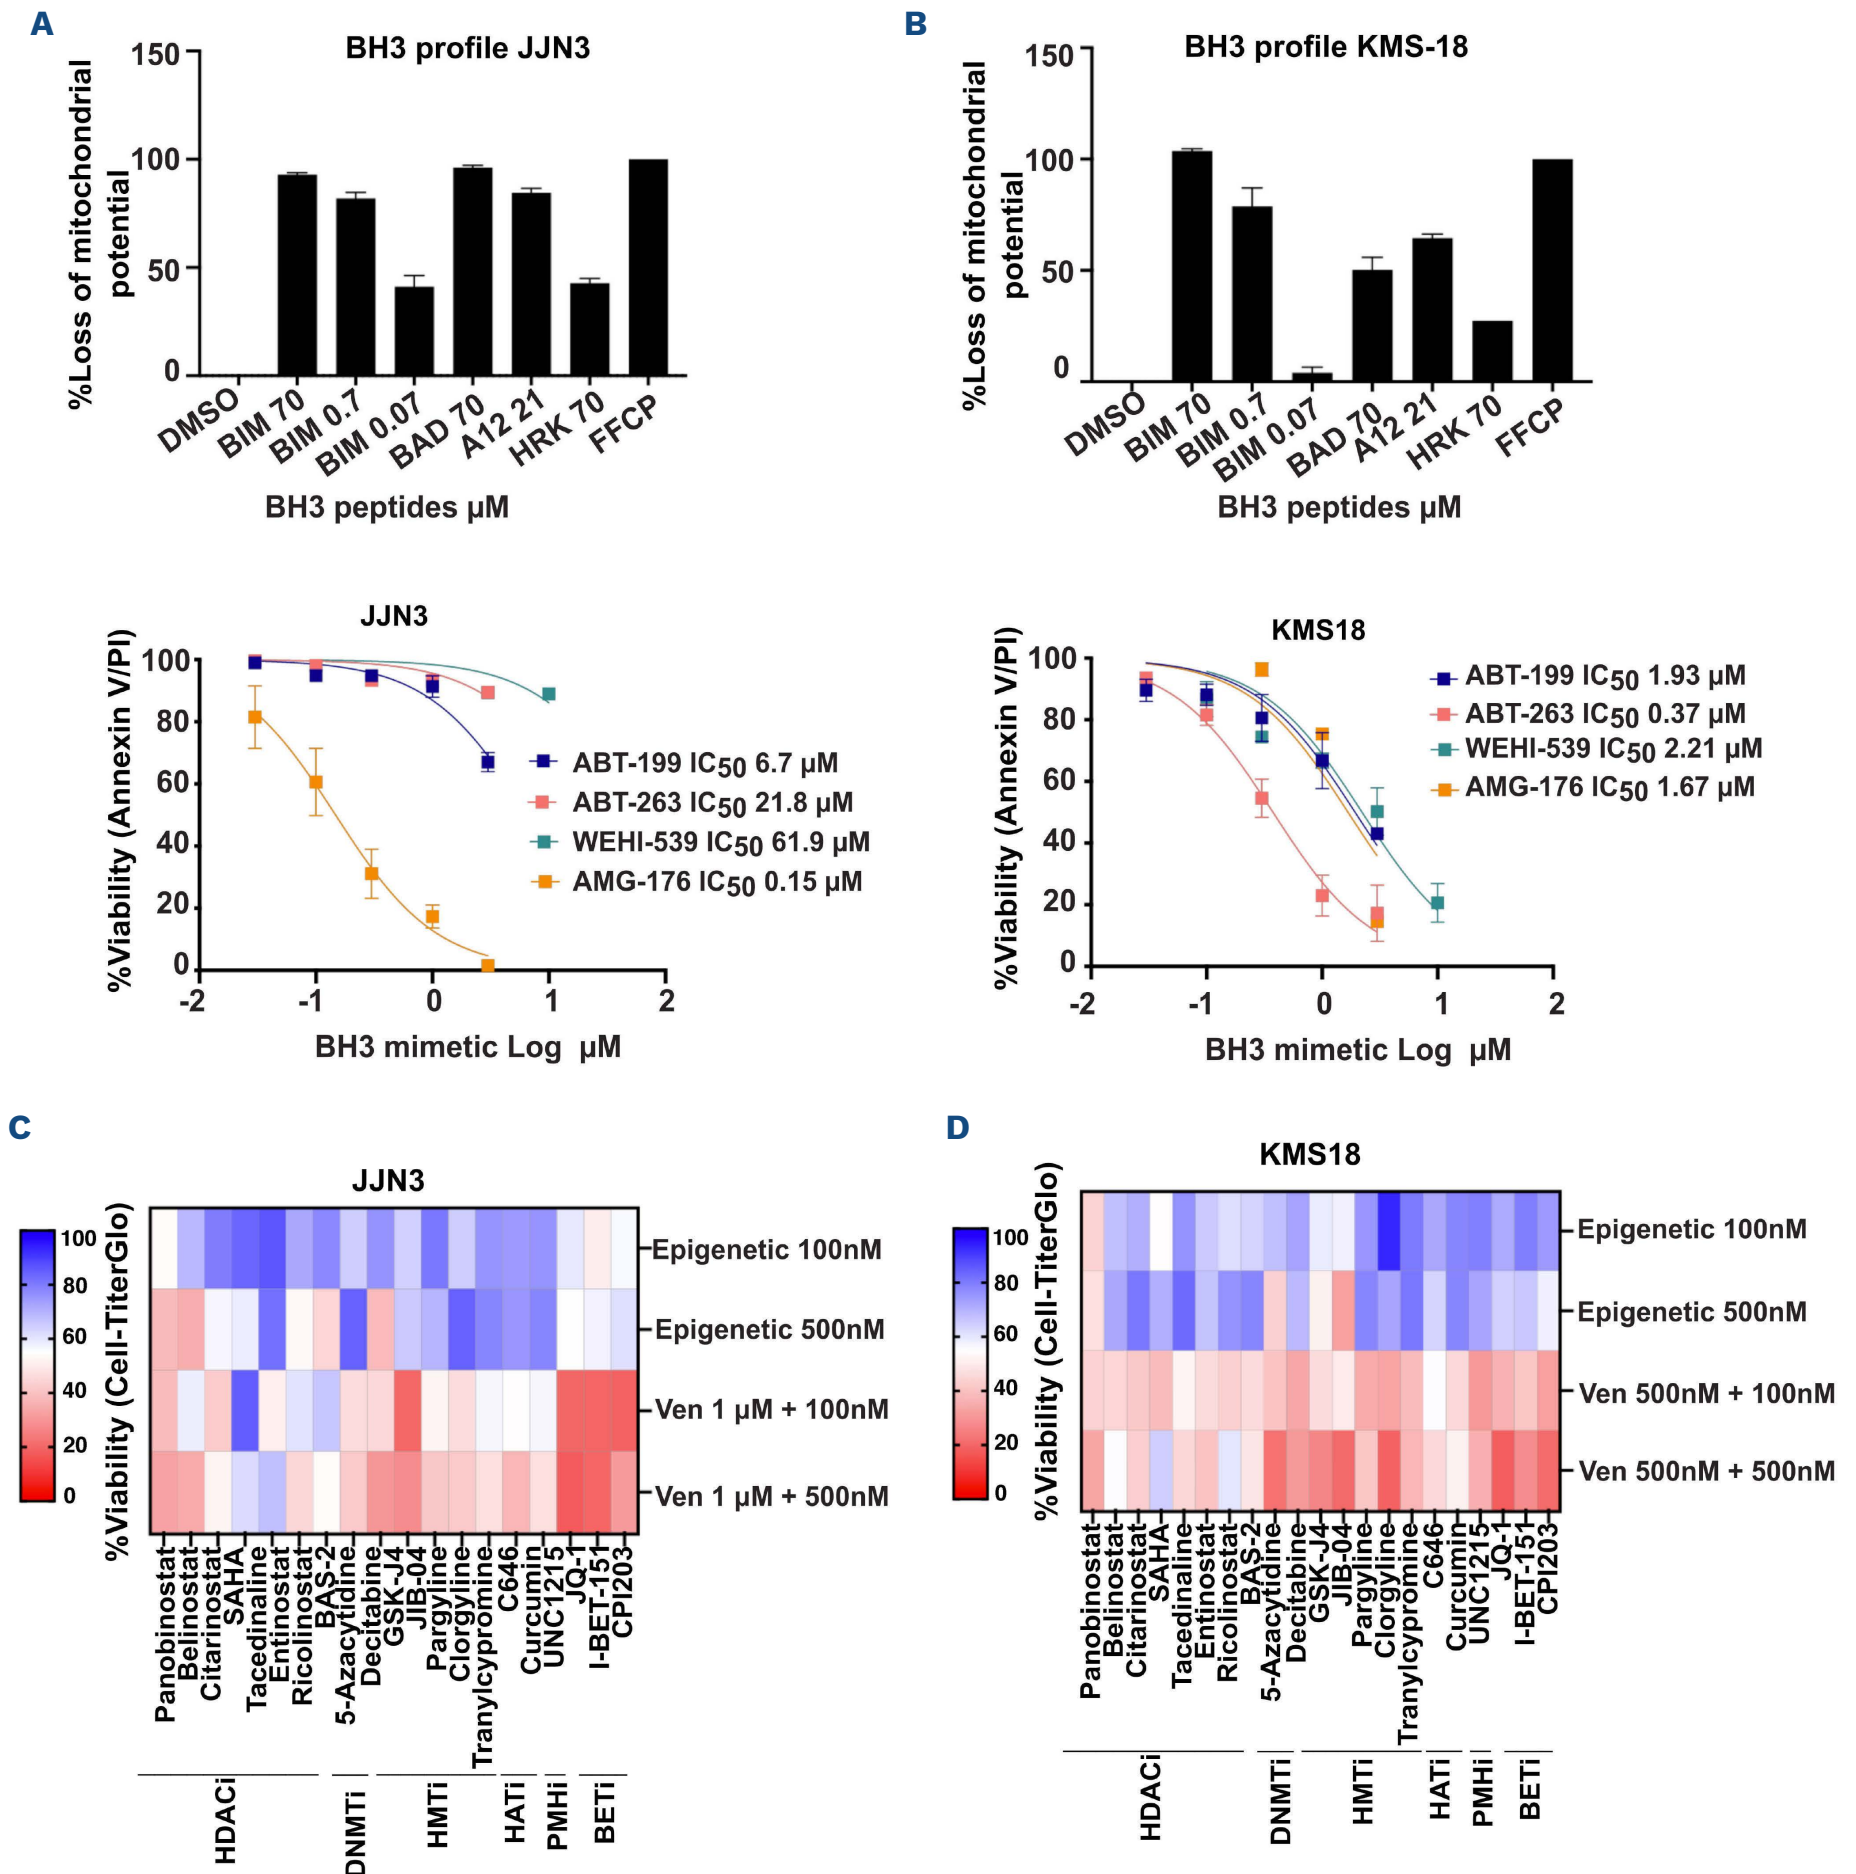 A
BH3 profile JJN3
%Loss of mitochondrial
potential
150
100
50
0
DMSO
BIM 70
BIM 0.7
BIM 0.07
BAD 70
A12 21
HRK 70
FFCP
BH3 peptides µM
B
BH3 profile KMS-18
%Loss of mitochondrial
potential
150
100
50
0
DMSO
BIM 70
BIM 0.7
BIM 0.07
BAD 70
A12 21
HRK 70
FFCP
BH3 peptides µM
JJN3
%Viability (Annexin V/PI)
100
80
60
40
20
0
-2
-1
0
1
2
BH3 mimetic Log µM
ABT-199 IC50 6.7 µM
ABT-263 IC50 21.8 µM
WEHI-539 IC50 61.9 µM
AMG-176 IC50 0.15 µM
KMS18
%Viability (Annexin V/PI)
100
80
60
40
20
0
-2
-1
0
1
2
BH3 mimetic Log µM
ABT-199 IC50 1.93 µM
ABT-263 IC50 0.37 µM
WEHI-539 IC50 2.21 µM
AMG-176 IC50 1.67 µM
C
JJN3
100
80
60
40
20
0
%Viability (Cell-TiterGlo)
Epigenetic 100nM
Epigenetic 500nM
Ven 1 µM + 100nM
Ven 1 µM + 500nM
Panobinostat
Belinostat
Citarinostat
SAHA
Tacedinaline
Entinostat
Ricolinostat
BAS-2
5-Azacytidine
Decitabine
GSK-J4
JIB-04
Pargyline
Clorgyline
Tranylcypromine
C646
Curcumin
UNC1215
JQ-1
I-BET-151
CPI203
HDACi
DNMTi
HMTi
HATi
PMHi
BETi
D
KMS18
100
80
60
40
20
0
%Viability (Cell-TiterGlo)
Epigenetic 100nM
Epigenetic 500nM
Ven 500nM + 100nM
Ven 500nM + 500nM
Panobinostat
Belinostat
Citarinostat
SAHA
Tacedinaline
Entinostat
Ricolinostat
BAS-2
5-Azacytidine
Decitabine
GSK-J4
JIB-04
Pargyline
Clorgyline
Tranylcypromine
C646
Curcumin
UNC1215
JQ-1
I-BET-151
CPI203
HDACi
DNMTi
HMTi
HATi
PMHi
BETi